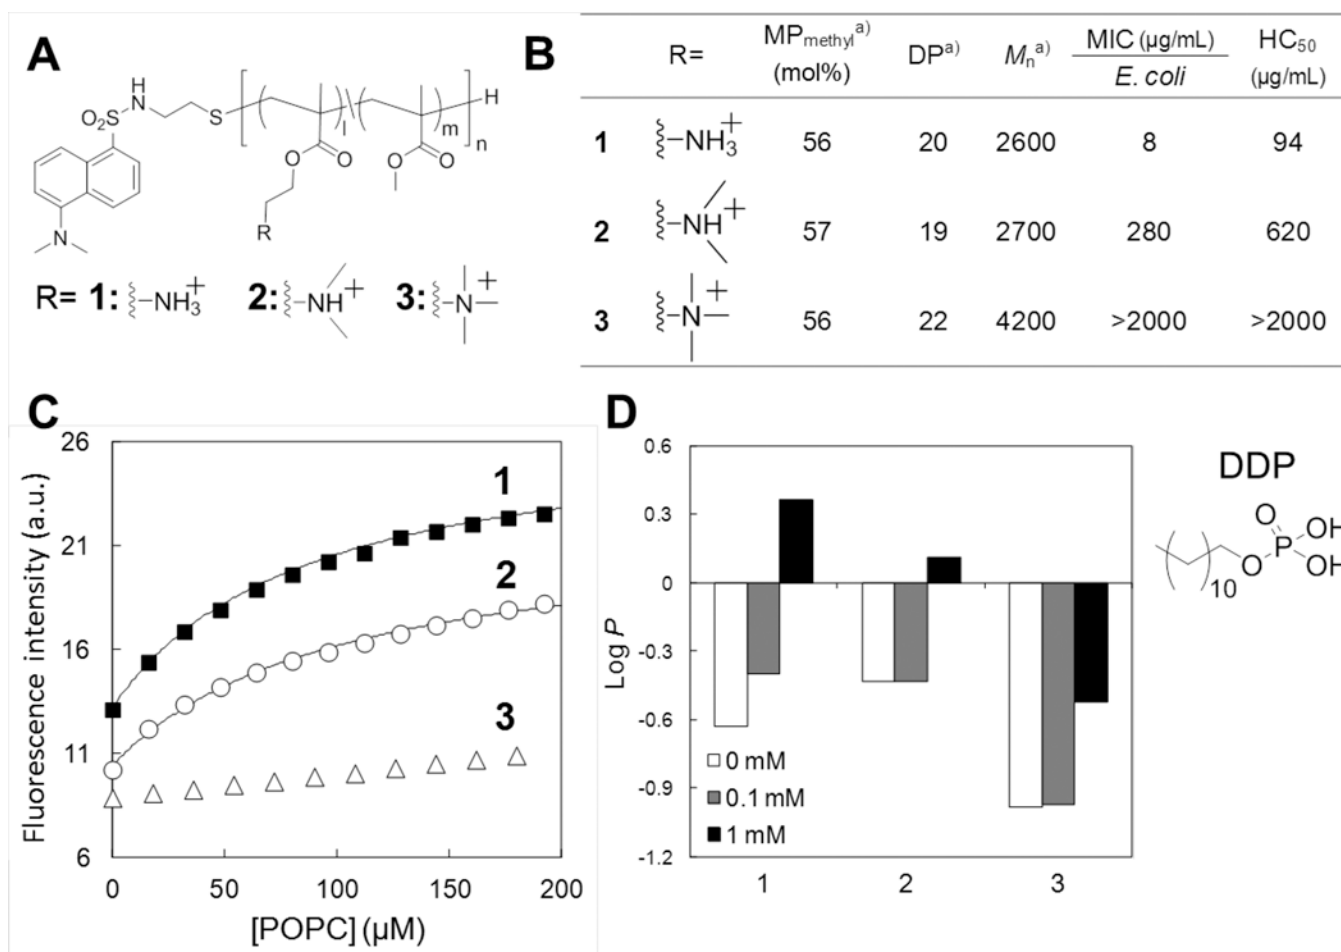 A
B
H
N
O₂S
S
H
l
m
n
O
O
O
O
N
R
R= 1: NH₃⁺ 2: NH⁺ 3: N⁺
R= MPmethyl a) (mol%) DP a) Mn a) MIC (µg/mL) E. coli HC₅₀ (µg/mL)
1 NH₃⁺ 56 20 2600 8 94
2 NH⁺ 57 19 2700 280 620
3 N⁺ 56 22 4200 >2000 >2000
C
Fluorescence intensity (a.u.)
26
21
16
11
6
1
2
3
0 50 100 150 200
[POPC] (µM)
D
Log P
0.6
0.3
0
-0.3
-0.6
-0.9
-1.2
0 mM
0.1 mM
1 mM
1 2 3
DDP
O
OH
P
O
OH
10